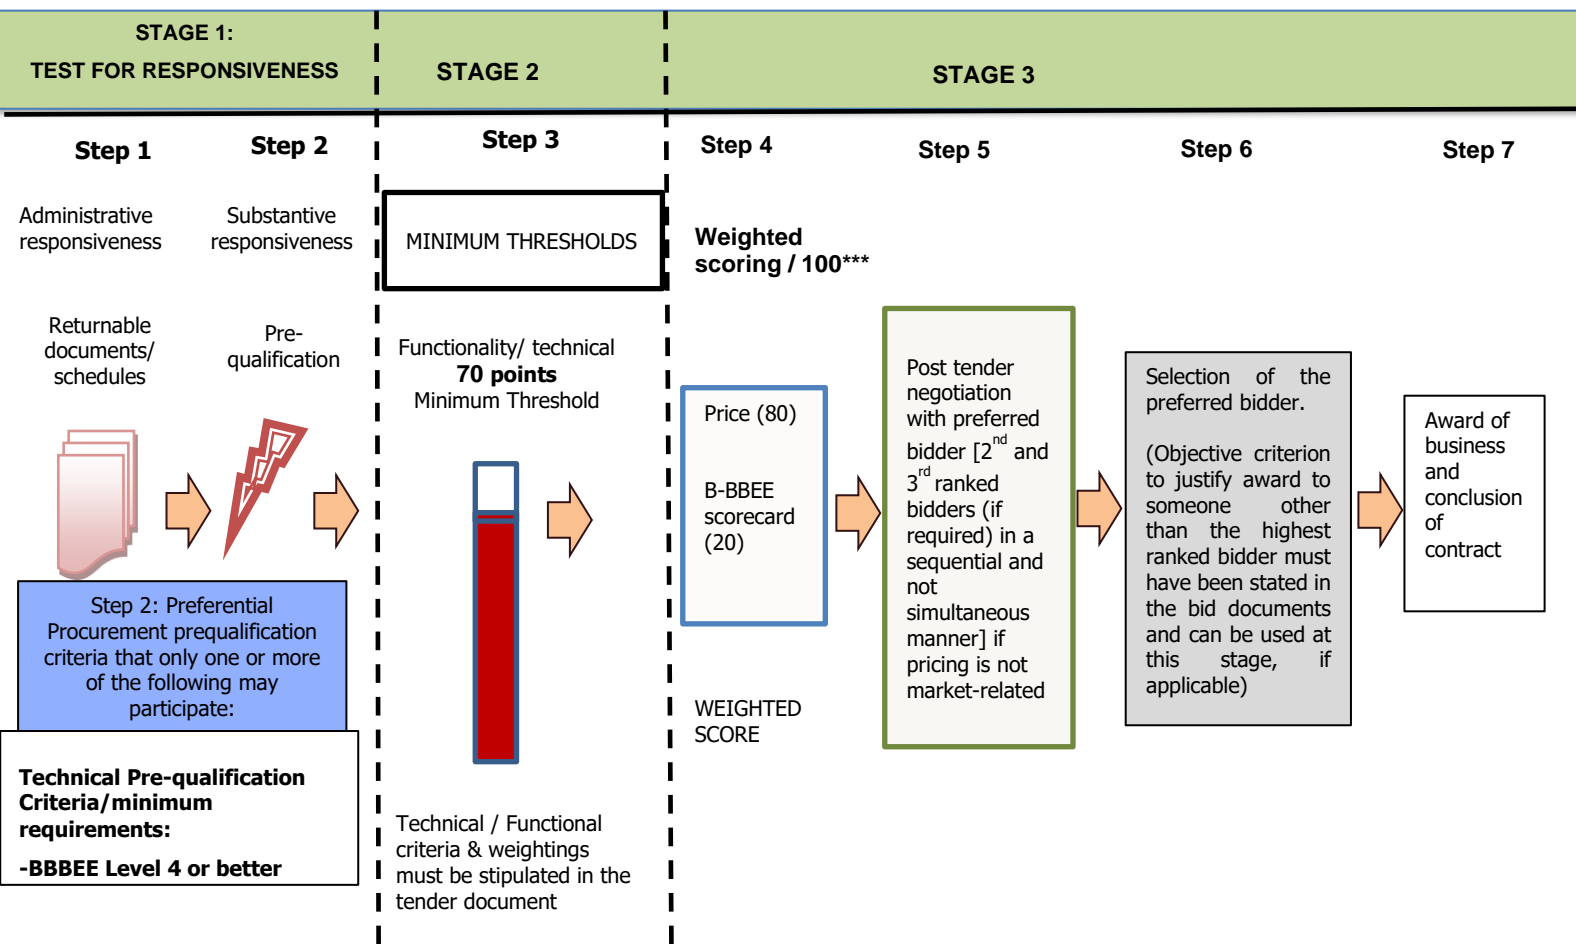 STAGE 1:
TEST FOR RESPONSIVENESS
STAGE 2
STAGE 3
Step 1
Step 2
Step 3
Step 4
Step 5
Step 6
Step 7
Administrative
responsiveness
Substantive
responsiveness
MINIMUM THRESHOLDS
Weighted
scoring / 100***
Returnable
documents/
schedules
Pre-
qualification
Functionality/ technical
70 points
Minimum Threshold
Price (80)
B-BBEE
scorecard
(20)
WEIGHTED
SCORE
Post tender
negotiation
with preferred
bidder [2nd and
3rd ranked
bidders (if
required) in a
sequential and
not
simultaneous
manner] if
pricing is not
market-related
Selection of the
preferred bidder.
(Objective criterion
to justify award to
someone other
than the highest
ranked bidder must
have been stated in
the bid documents
and can be used at
this stage, if
applicable)
Award of
business
and
conclusion
of
contract
Step 2: Preferential
Procurement prequalification
criteria that only one or more
of the following may
participate:
Technical Pre-qualification
Criteria/minimum
requirements:
-BBBEE Level 4 or better
Technical / Functional
criteria & weightings
must be stipulated in the
tender document